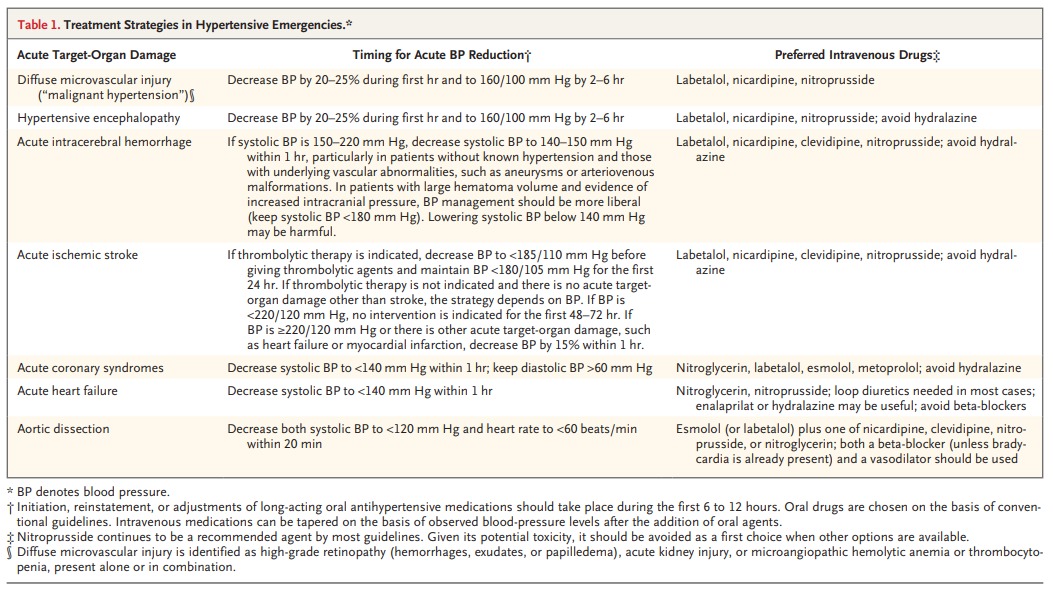 Table 1. Treatment Strategies in Hypertensive Emergencies.*
Acute Target-Organ Damage
Timing for Acute BP Reduction†
Preferred Intravenous Drugs‡
Diffuse microvascular injury
(“malignant hypertension”)§
Decrease BP by 20–25% during first hr and to 160/100 mm Hg by 2–6 hr
Labetalol, nicardipine, nitroprusside
Hypertensive encephalopathy
Decrease BP by 20–25% during first hr and to 160/100 mm Hg by 2–6 hr
Labetalol, nicardipine, nitroprusside; avoid hydralazine
Acute intracerebral hemorrhage
If systolic BP is 150–220 mm Hg, decrease systolic BP to 140–150 mm Hg
within 1 hr, particularly in patients without known hypertension and those
with underlying vascular abnormalities, such as aneurysms or arteriovenous
malformations. In patients with large hematoma volume and evidence of
increased intracranial pressure, BP management should be more liberal
(keep systolic BP <180 mm Hg). Lowering systolic BP below 140 mm Hg
may be harmful.
Labetalol, nicardipine, clevidipine, nitroprusside; avoid hydral-
azine
Acute ischemic stroke
If thrombolytic therapy is indicated, decrease BP to <185/110 mm Hg before
giving thrombolytic agents and maintain BP <180/105 mm Hg for the first
24 hr. If thrombolytic therapy is not indicated and there is no acute target-
organ damage other than stroke, the strategy depends on BP. If BP is
<220/120 mm Hg, no intervention is indicated for the first 48–72 hr. If
BP is ≥220/120 mm Hg or there is other acute target-organ damage, such
as heart failure or myocardial infarction, decrease BP by 15% within 1 hr.
Labetalol, nicardipine, clevidipine, nitroprusside; avoid hydral-
azine
Acute coronary syndromes
Decrease systolic BP to <140 mm Hg within 1 hr; keep diastolic BP >60 mm Hg
Nitroglycerin, labetalol, esmolol, metoprolol; avoid hydralazine
Acute heart failure
Decrease systolic BP to <140 mm Hg within 1 hr
Nitroglycerin, nitroprusside; loop diuretics needed in most cases;
enalaprilat or hydralazine may be useful; avoid beta-blockers
Aortic dissection
Decrease both systolic BP to <120 mm Hg and heart rate to <60 beats/min
within 20 min
Esmolol (or labetalol) plus one of nicardipine, clevidipine, nitro-
prusside, or nitroglycerin; both a beta-blocker (unless brady-
cardia is already present) and a vasodilator should be used
* BP denotes blood pressure.
† Initiation, reinstatement, or adjustments of long-acting oral antihypertensive medications should take place during the first 6 to 12 hours. Oral drugs are chosen on the basis of conven-
tional guidelines. Intravenous medications can be tapered on the basis of observed blood-pressure levels after the addition of oral agents.
‡ Nitroprusside continues to be a recommended agent by most guidelines. Given its potential toxicity, it should be avoided as a first choice when other options are available.
§ Diffuse microvascular injury is identified as high-grade retinopathy (hemorrhages, exudates, or papilledema), acute kidney injury, or microangiopathic hemolytic anemia or thrombocyto-
penia, present alone or in combination.